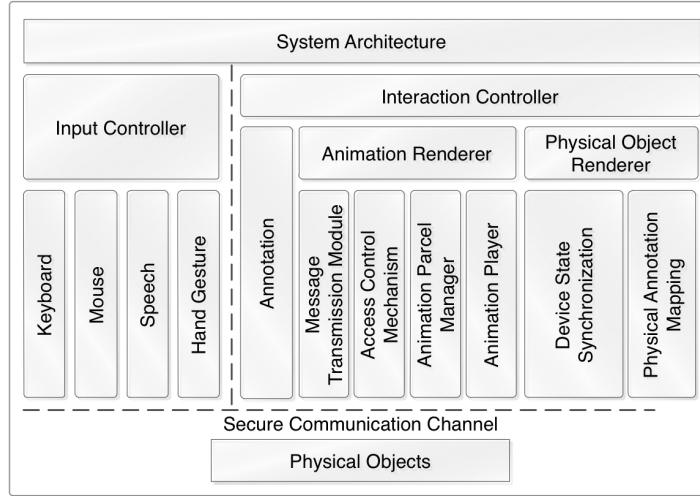 System Architecture
Input Controller
Interaction Controller
Animation Renderer
Physical Object
Renderer
Keyboard
Mouse
Speech
Hand Gesture
Annotation
Message
Transmission Module
Access Control
Mechanism
Animation Parcel
Manager
Animation Player
Device State
Synchronization
Physical Annotation
Mapping
Secure Communication Channel
Physical Objects